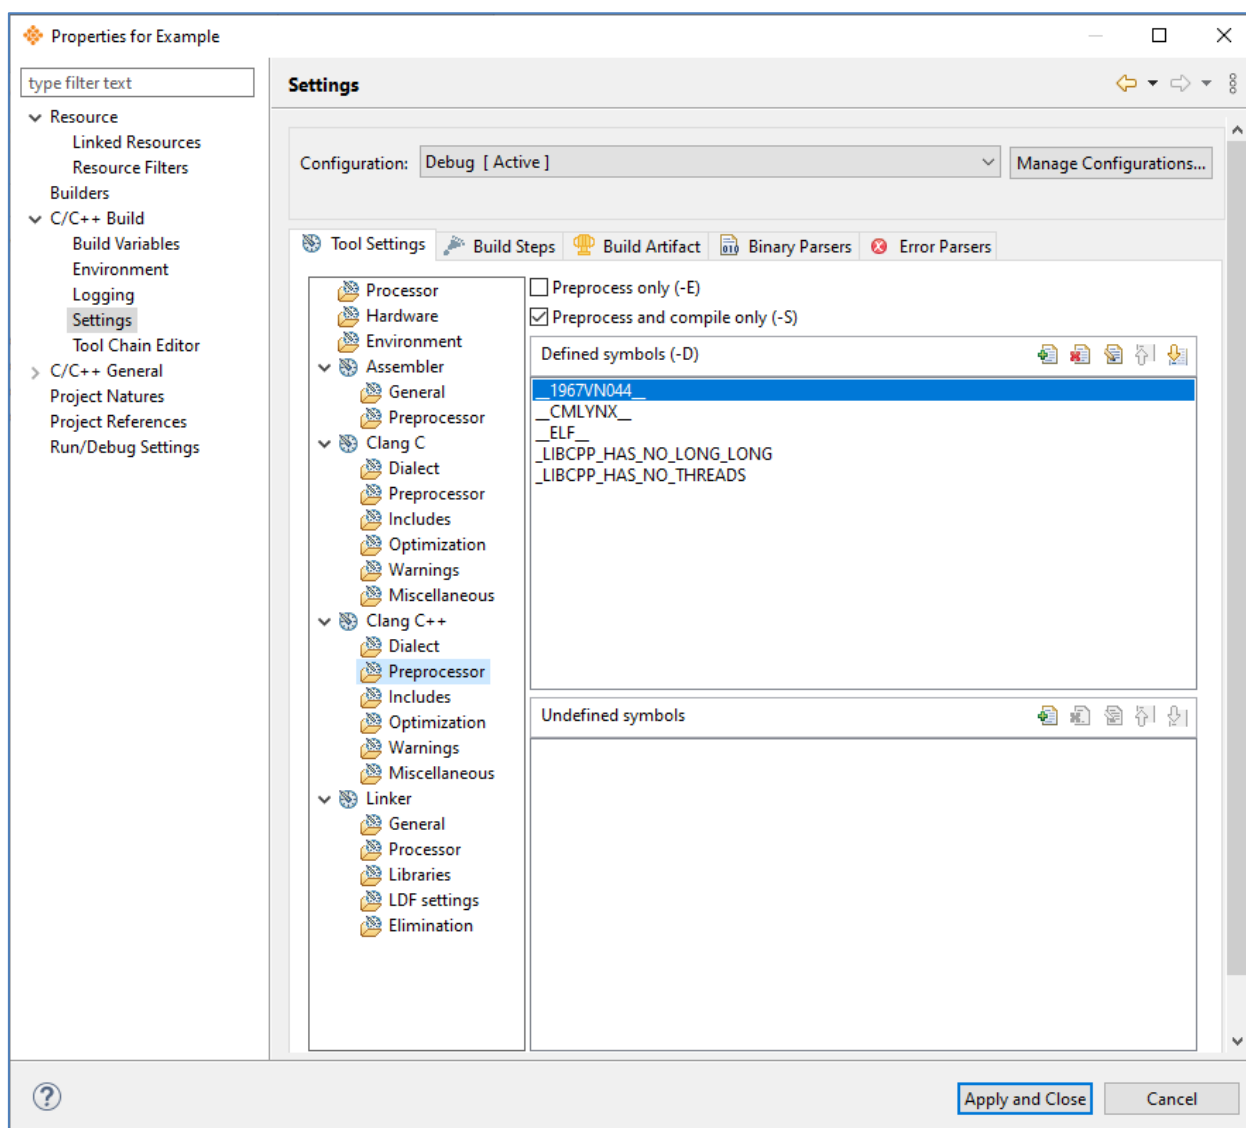 Properties for Example
type filter text
Resource
Linked Resources
Resource Filters
Builders
C/C++ Build
Build Variables
Environment
Logging
Settings
Tool Chain Editor
C/C++ General
Project Natures
Project References
Run/Debug Settings
Settings
Configuration: Debug [ Active ] Manage Configurations...
Tool Settings Build Steps Build Artifact Binary Parsers Error Parsers
Processor
Hardware
Environment
Assembler
General
Preprocessor
Clang C
Dialect
Preprocessor
Includes
Optimization
Warnings
Miscellaneous
Clang C++
Dialect
Preprocessor
Includes
Optimization
Warnings
Miscellaneous
Linker
General
Processor
Libraries
LDF settings
Elimination
Preprocess only (-E)
Preprocess and compile only (-S)
Defined symbols (-D)
__1967VN044__
__CMLYNX__
__ELF__
_LIBCPP_HAS_NO_LONG_LONG
_LIBCPP_HAS_NO_THREADS
Undefined symbols
Apply and Close Cancel